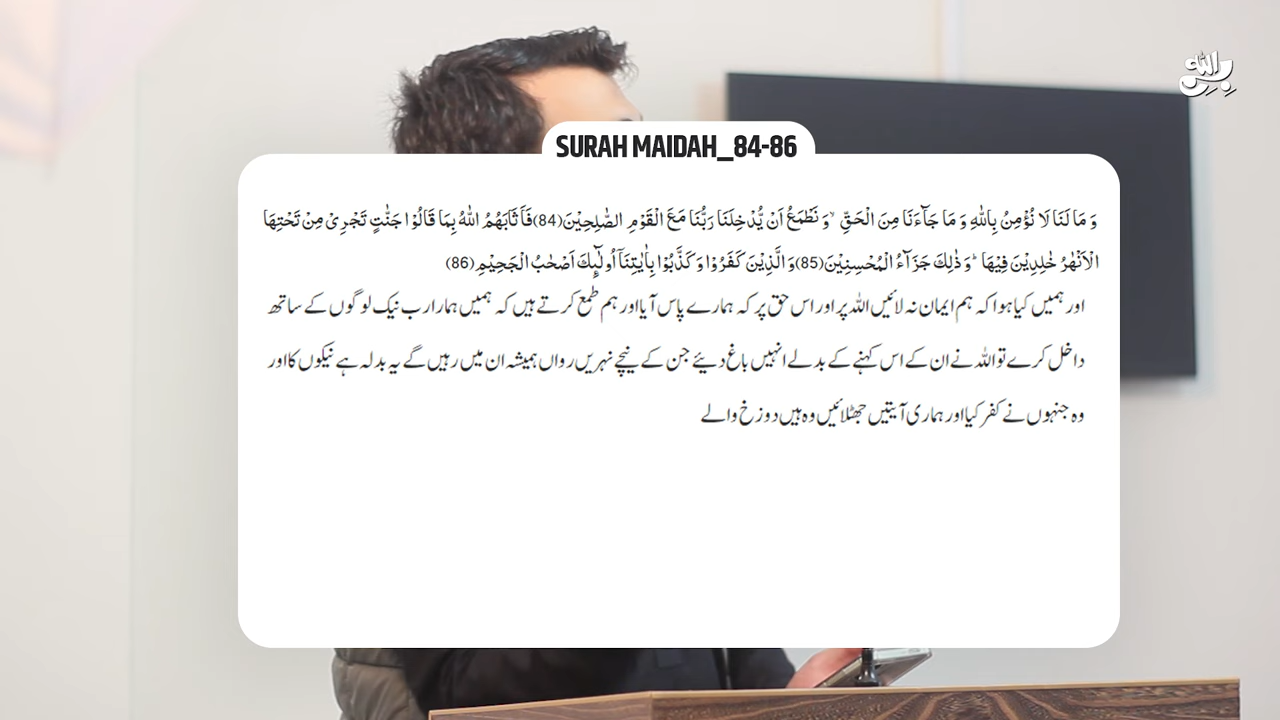 SURAH MAIDAH_84-86
وَ مَا لَنَا لَا نُؤْمِنُ بِاللّٰهِ وَ مَا جَآءَنَا مِنَ الْحَقِّۙ وَ نَطْمَعُ اَنْ یُّدْخِلَنَا رَبُّنَا مَعَ الْقَوْمِ الصّٰلِحِیْنَ(84)فَاَثَابَهُمُ اللّٰهُ بِمَا قَالُوْا جَنّٰتٍ تَجْرِیْ مِنْ تَحْتِهَا
الْاَنْهٰرُ خٰلِدِیْنَ فِیْهَاؕ وَ ذٰلِكَ جَزَآءُ الْمُحْسِنِیْنَ(85)وَ الَّذِیْنَ كَفَرُوْا وَ كَذَّبُوْا بِاٰیٰتِنَاۤ اُولٰٓىٕكَ اَصْحٰبُ الْجَحِیْمِ(86)
اور ہمیں کیا ہوا کہ ہم ایمان نہ لائیں اللہ پر اور اس حق پر کہ ہمارے پاس آیا اور ہم طمع کرتے ہیں کہ ہمیں ہمارا رب نیک لوگوں کے ساتھ
داخل کرے تو اللہ نے ان کے اس کہنے کے بدلے انہیں باغ دئیے جن کے نیچے نہریں رواں ہمیشہ ان میں رہیں گے یہ بدلہ ہے نیکوں کا اور
وہ جنہوں نے کفر کیا اور ہماری آیتیں جھٹلائیں وہ ہیں دوزخ والے